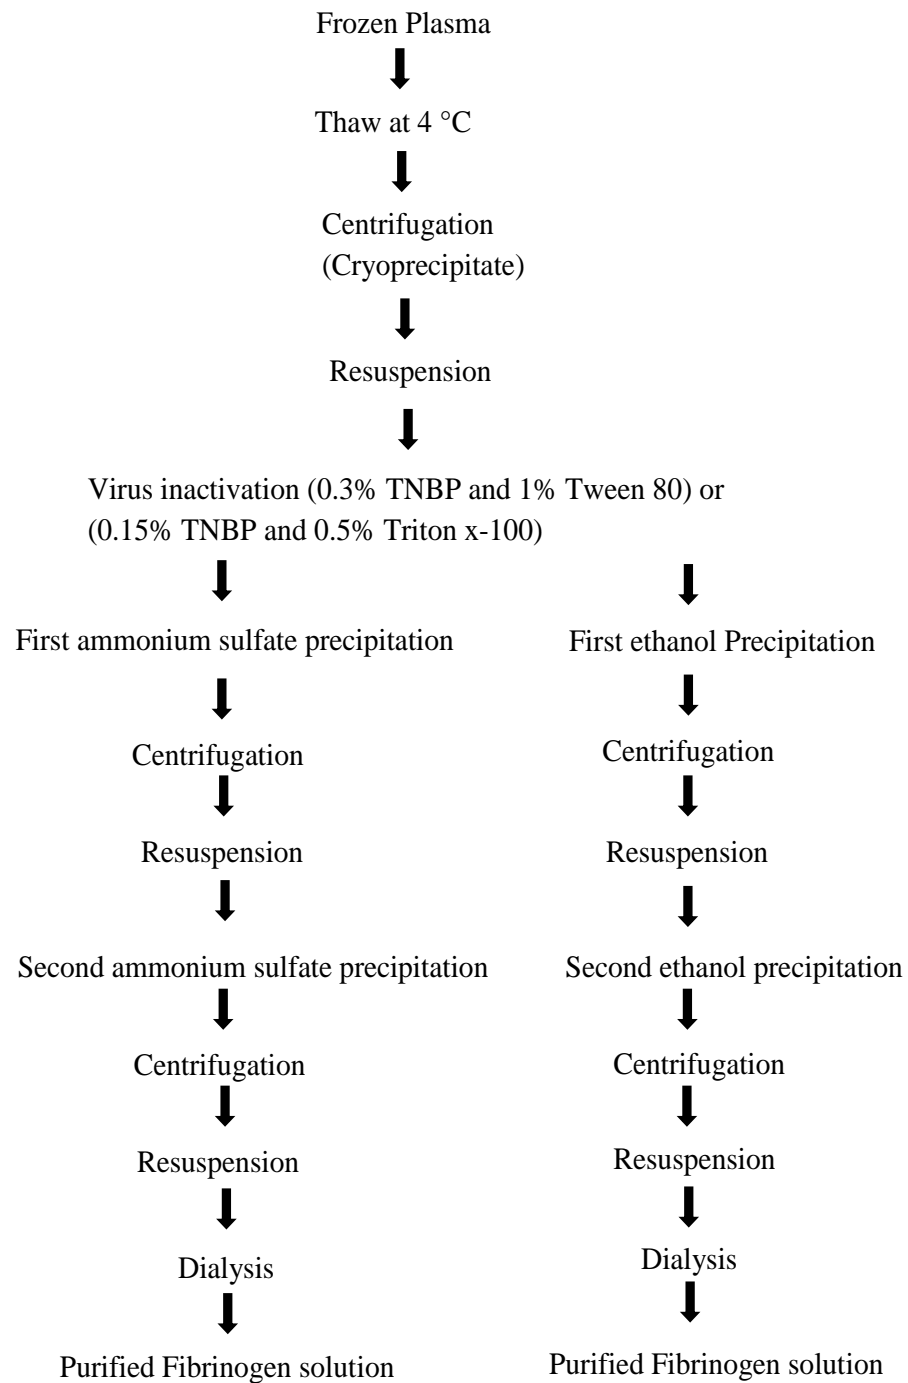 Frozen Plasma
Thaw at 4 °C
Centrifugation
(Cryoprecipitate)
Resuspension
Virus inactivation (0.3% TNBP and 1% Tween 80) or
(0.15% TNBP and 0.5% Triton x-100)
First ammonium sulfate precipitation
First ethanol Precipitation
Centrifugation
Centrifugation
Resuspension
Resuspension
Second ammonium sulfate precipitation
Second ethanol precipitation
Centrifugation
Centrifugation
Resuspension
Resuspension
Dialysis
Dialysis
Purified Fibrinogen solution
Purified Fibrinogen solution